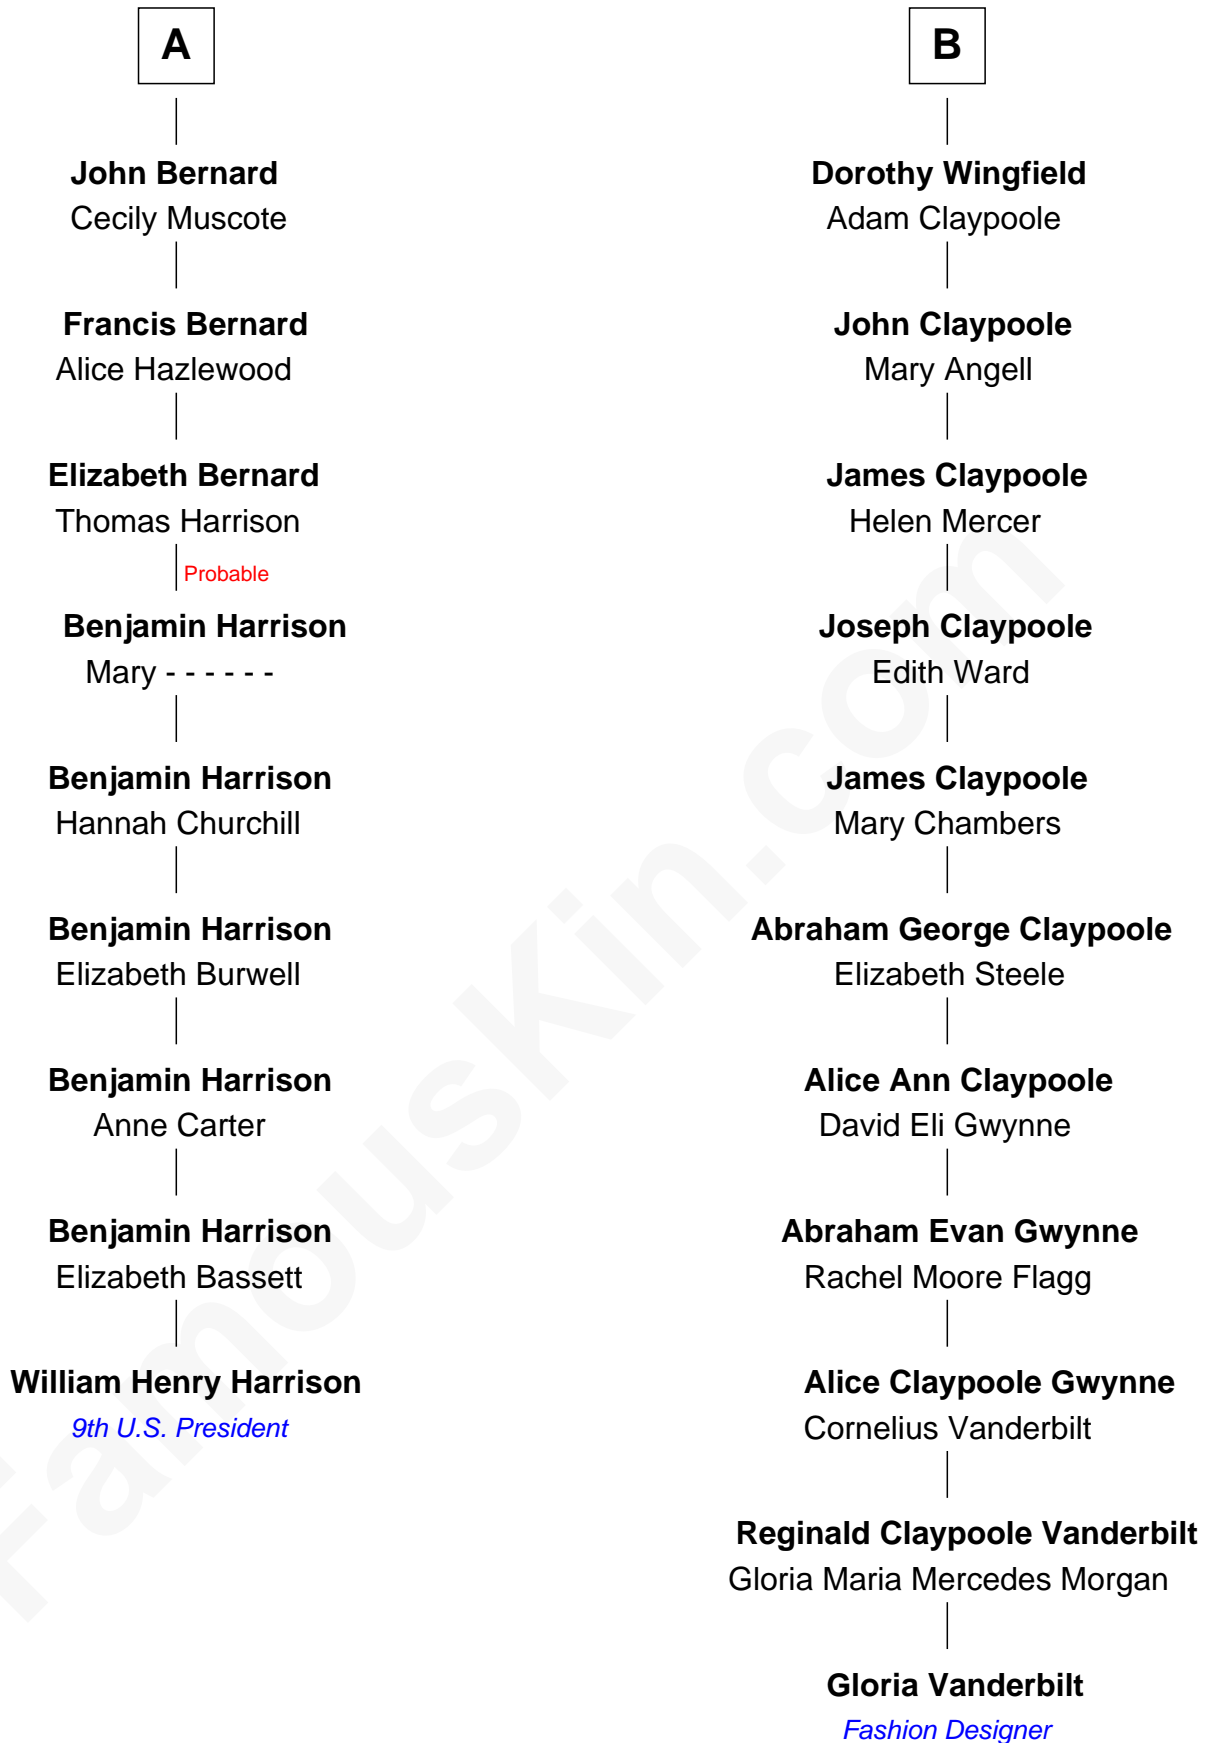 A
John Bernard
Cecily Muscote
Francis Bernard
Alice Hazlewood
Elizabeth Bernard
Thomas Harrison
Probable
Benjamin Harrison
Mary - - - - - -
Benjamin Harrison
Hannah Churchill
Benjamin Harrison
Elizabeth Burwell
Benjamin Harrison
Anne Carter
Benjamin Harrison
Elizabeth Bassett
William Henry Harrison
9th U.S. President
B
Dorothy Wingfield
Adam Claypoole
John Claypoole
Mary Angell
James Claypoole
Helen Mercer
Joseph Claypoole
Edith Ward
James Claypoole
Mary Chambers
Abraham George Claypoole
Elizabeth Steele
Alice Ann Claypoole
David Eli Gwynne
Abraham Evan Gwynne
Rachel Moore Flagg
Alice Claypoole Gwynne
Cornelius Vanderbilt
Reginald Claypoole Vanderbilt
Gloria Maria Mercedes Morgan
Gloria Vanderbilt
Fashion Designer
FamousKin.com